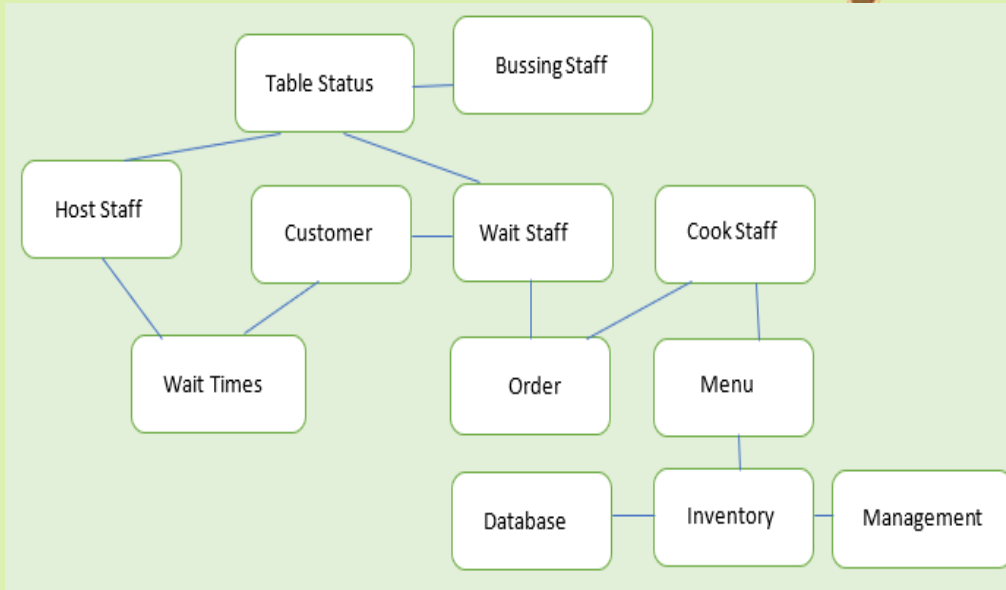 Bussing Staff
Table Status
Host Staff
Customer
Wait Staff
Cook Staff
Wait Times
Order
Menu
Database
Inventory
Management